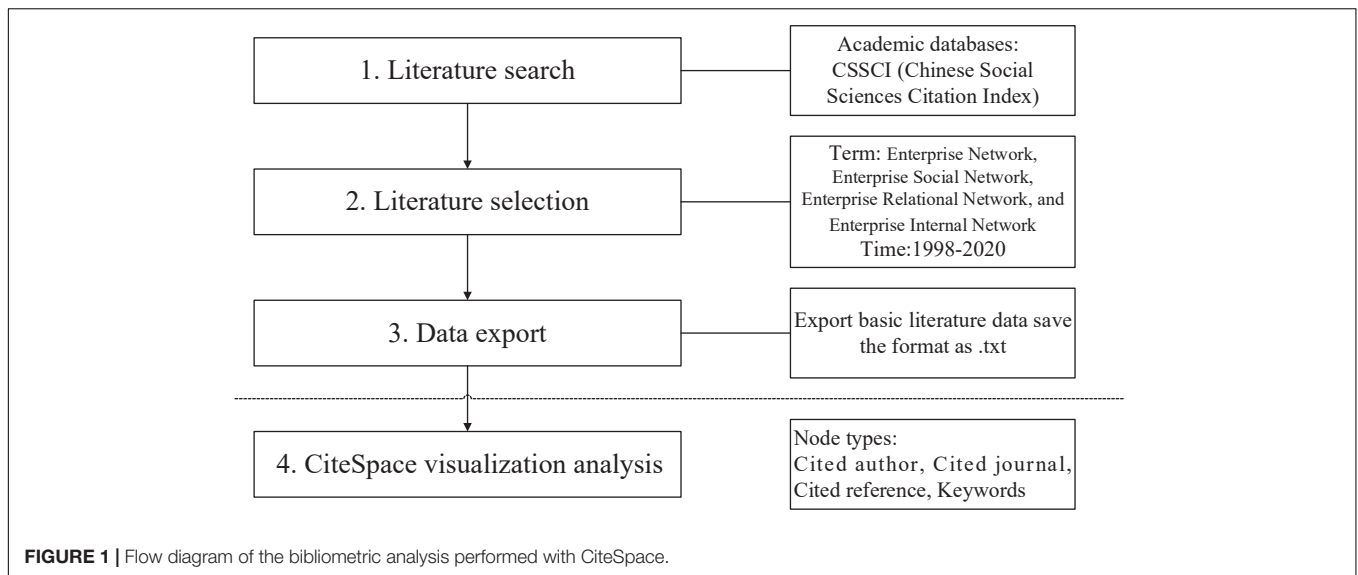 1. Literature search
Academic databases:
CSSCI (Chinese Social
Sciences Citation Index)
2. Literature selection
Term: Enterprise Network,
Enterprise Social Network,
Enterprise Relational Network, and
Enterprise Internal Network
Time:1998-2020
3. Data export
Export basic literature data save
the format as .txt
4. CiteSpace visualization analysis
Node types:
Cited author, Cited journal,
Cited reference, Keywords
FIGURE 1 | Flow diagram of the bibliometric analysis performed with CiteSpace.